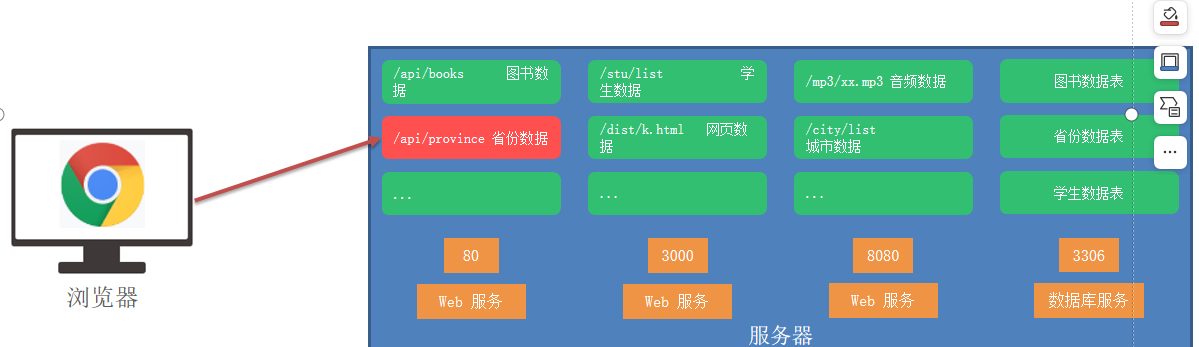 /api/books 图书数
据
/stu/list 学
生数据
/mp3/xx.mp3 音频数据
图书数据表
/api/province 省份数据
/dist/k.html 网页数
据
/city/list
城市数据
省份数据表
...
...
...
学生数据表
80
3000
8080
3306
Web 服务
Web 服务
Web 服务
数据库服务
浏览器
服务器